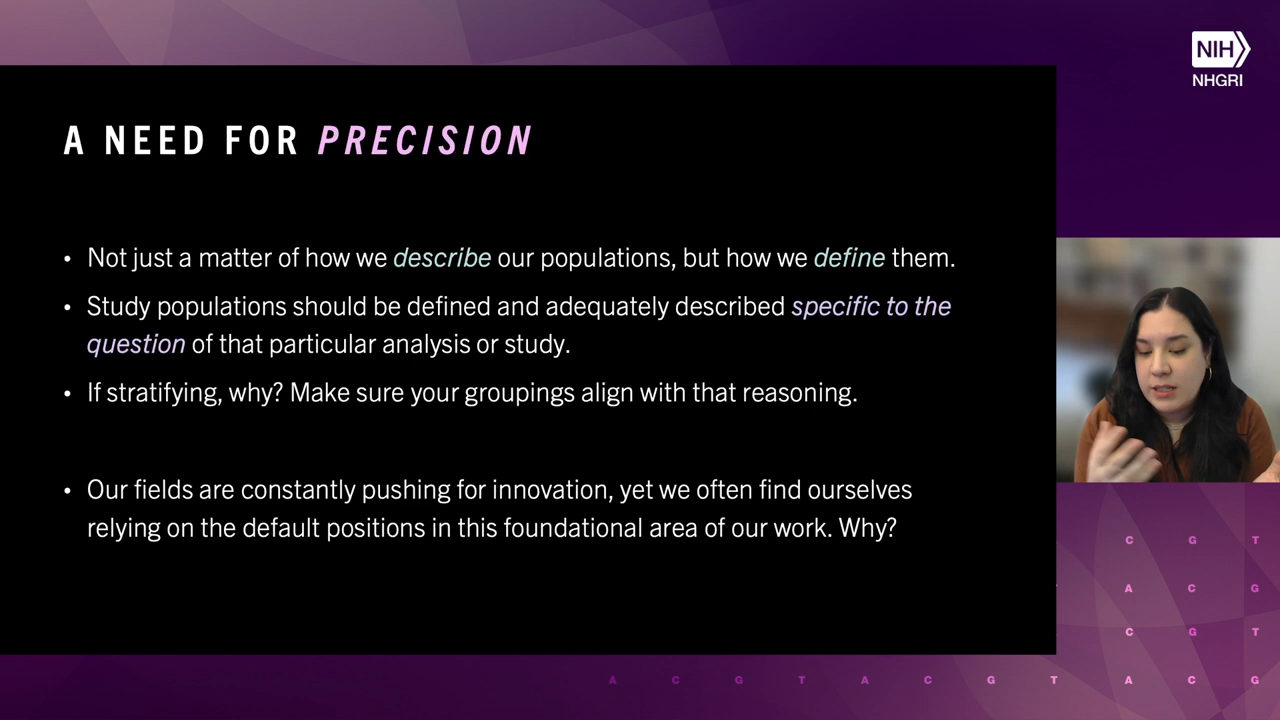 NIH
NHGRI
A NEED FOR PRECISION
• Not just a matter of how we describe our populations, but how we define them.
• Study populations should be defined and adequately described specific to the
question of that particular analysis or study.
• If stratifying, why? Make sure your groupings align with that reasoning.
• Our fields are constantly pushing for innovation, yet we often find ourselves
relying on the default positions in this foundational area of our work. Why?
C G T
A C G
C G T
A C G T A C G T A C G